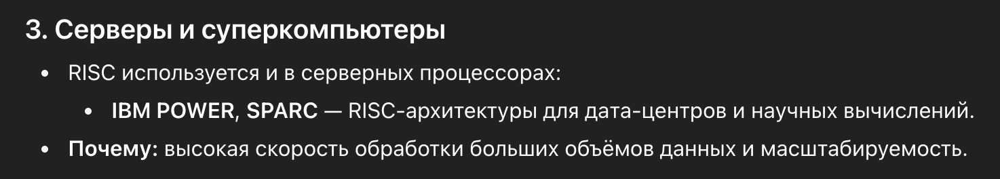 3. Серверы и суперкомпьютеры
• RISC используется и в серверных процессорах:
• IBM POWER, SPARC — RISC-архитектуры для дата-центров и научных вычислений.
• Почему: высокая скорость обработки больших объёмов данных и масштабируемость.